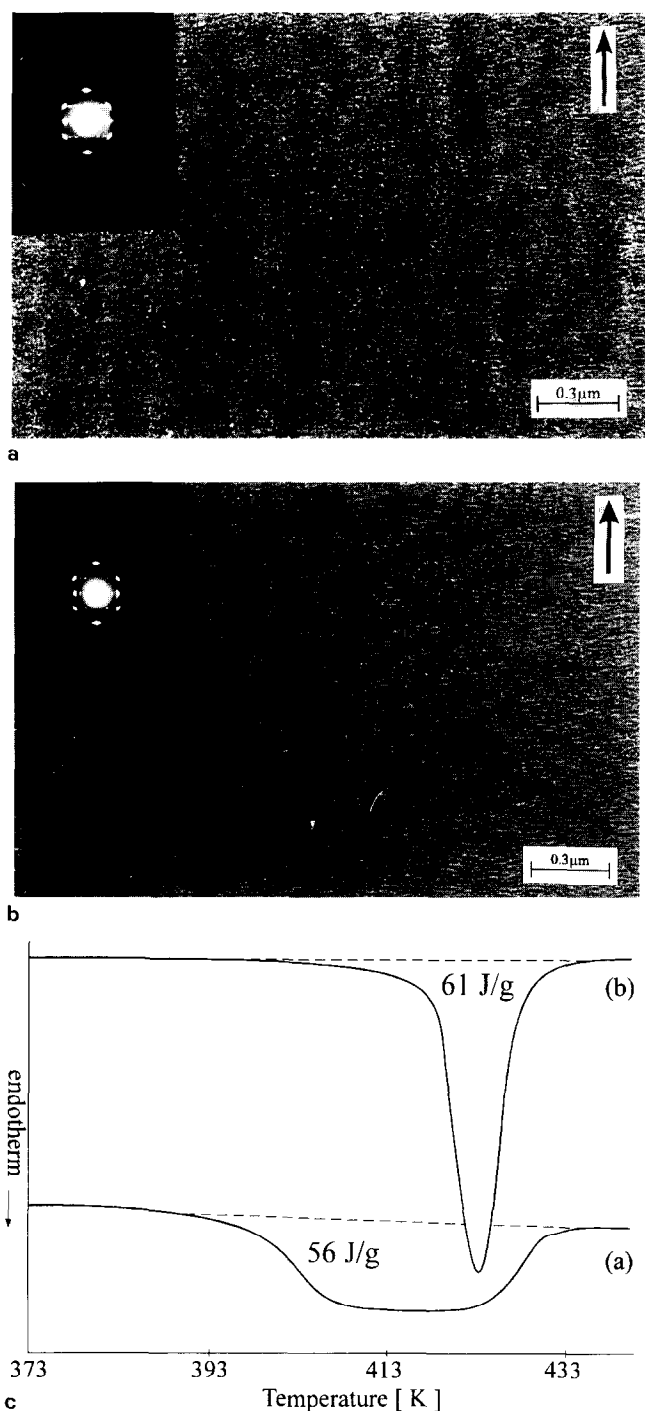 0.3μm
a
0.3μm
b
61 J/g
(b)
endotherm
56 J/g
(a)
373
393
413
433
c
Temperature [ K ]